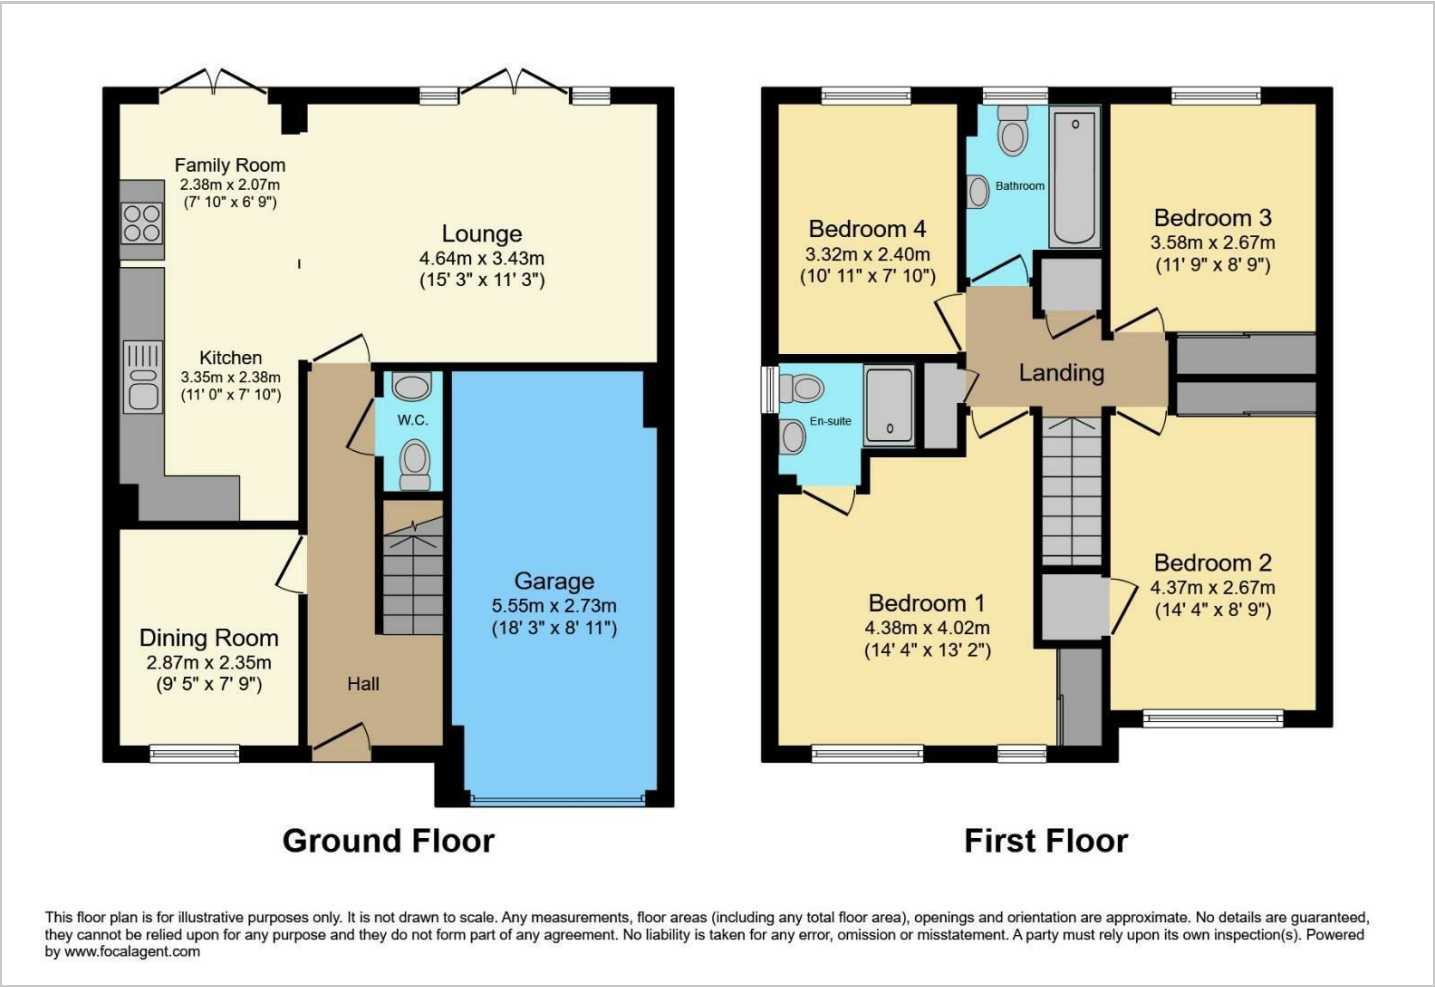 Family Room
2.38m x 2.07m
(7' 10" x 6' 9")
Lounge
4.64m x 3.43m
(15' 3" x 11' 3")
Kitchen
3.35m x 2.38m
(11' 0" x 7' 10")
W.C.
Garage
5.55m x 2.73m
(18' 3" x 8' 11")
Dining Room
2.87m x 2.35m
(9' 5" x 7' 9")
Hall
Ground Floor
Bedroom 4
3.32m x 2.40m
(10' 11" x 7' 10")
Bathroom
Bedroom 3
3.58m x 2.67m
(11' 9" x 8' 9")
Landing
En-suite
Bedroom 1
4.38m x 4.02m
(14' 4" x 13' 2")
Bedroom 2
4.37m x 2.67m
(14' 4" x 8' 9")
First Floor
This floor plan is for illustrative purposes only. It is not drawn to scale. Any measurements, floor areas (including any total floor area), openings and orientation are approximate. No details are guaranteed,
they cannot be relied upon for any purpose and they do not form part of any agreement. No liability is taken for any error, omission or misstatement. A party must rely upon its own inspection(s). Powered
by www.focalagent.com